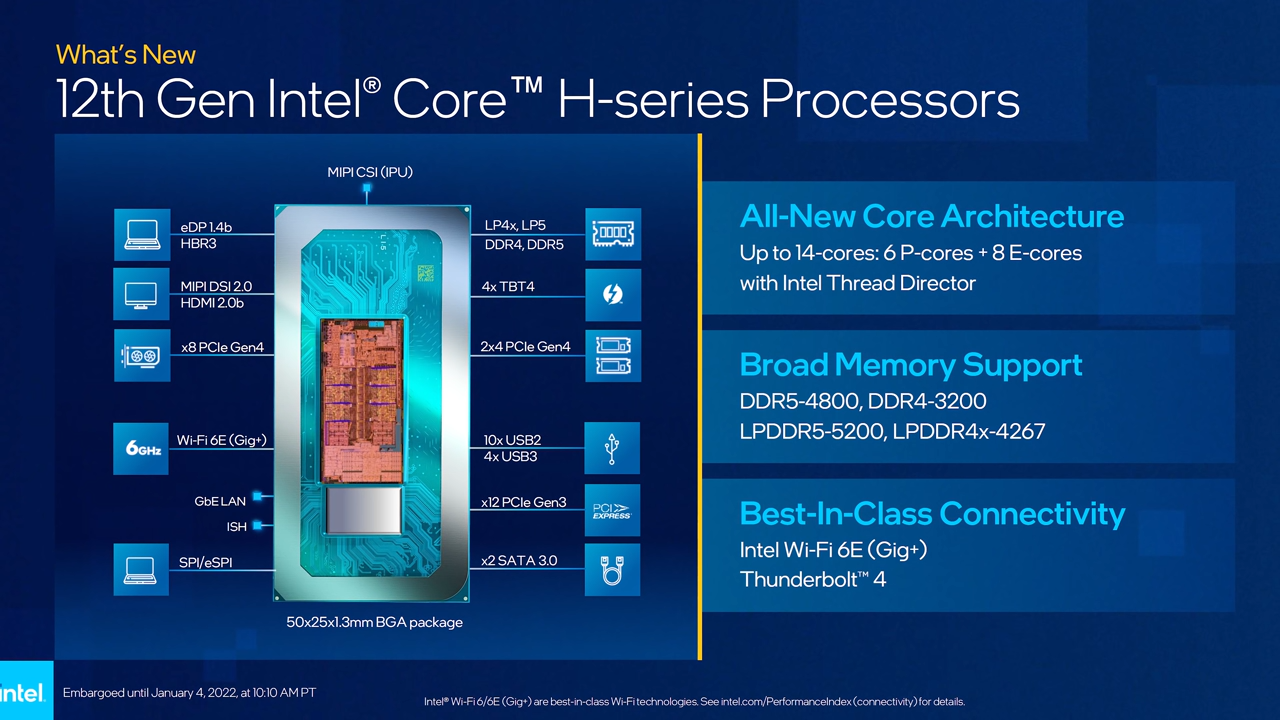 What's New
12th Gen Intel® Core™ H-series Processors
MIPI CSI (IPU)
eDP 1.4b
HBR3
MIPI DSI 2.0
HDMI 2.0b
x8 PCIe Gen4
6GHz
Wi-Fi 6E (Gig+)
GbE LAN
ISH
SPI/eSPI
LP4x, LP5
DDR4, DDR5
4x TBT4
2x4 PCIe Gen4
10x USB2
4x USB3
x12 PCIe Gen3
PCI EXPRESS
x2 SATA 3.0
50x25x1.3mm BGA package
All-New Core Architecture
Up to 14-cores: 6 P-cores + 8 E-cores
with Intel Thread Director
Broad Memory Support
DDR5-4800, DDR4-3200
LPDDR5-5200, LPDDR4x-4267
Best-In-Class Connectivity
Intel Wi-Fi 6E (Gig+)
Thunderbolt™ 4
intel.
Embargoed until January 4, 2022, at 10:10 AM PT
Intel® Wi-Fi 6/6E (Gig+) are best-in-class Wi-Fi technologies. See intel.com/PerformanceIndex (connectivity) for details.